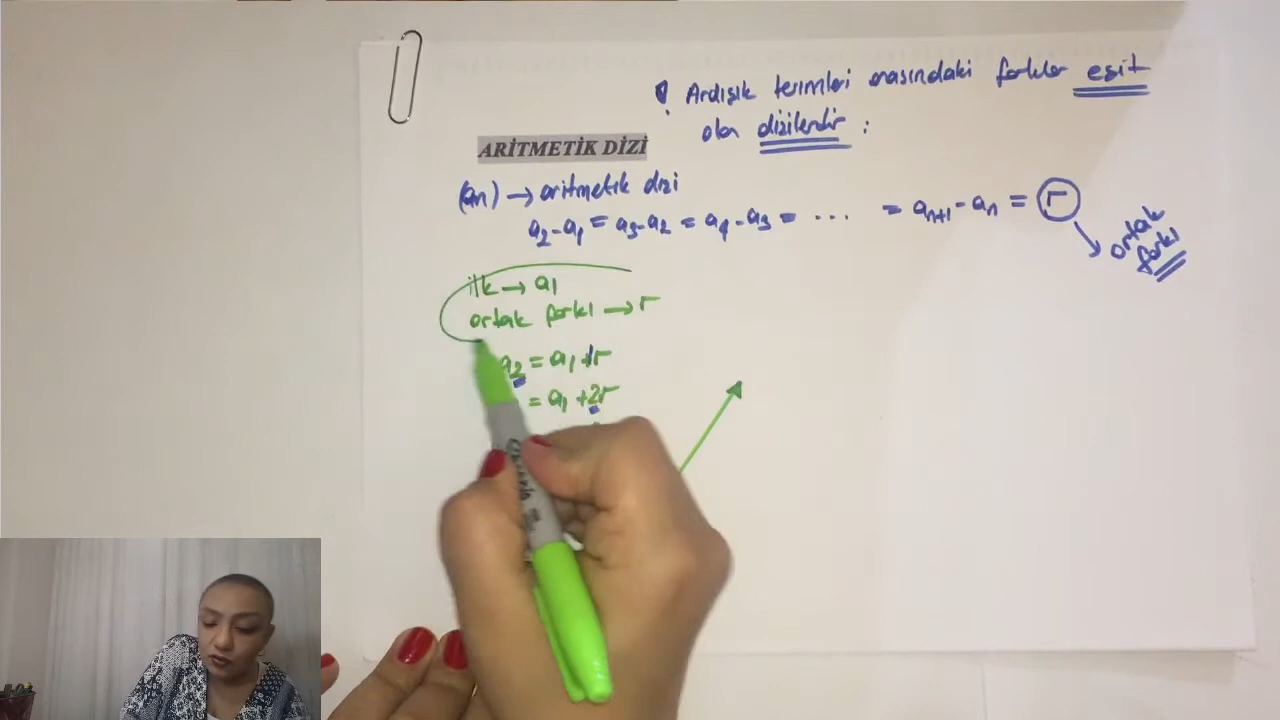 Ardışık terimleri arasındaki farklar eşit
olan dizilerdir :
ARİTMETİK DİZİ
(an) → aritmetik dizi
a2 - a1 = a3 - a2 = a4 - a3 = ... = an+1 - an = r
ortak
farkı
ilk → a1
ortak farkı → r
a2 = a1 + 1r
= a1 + 2r